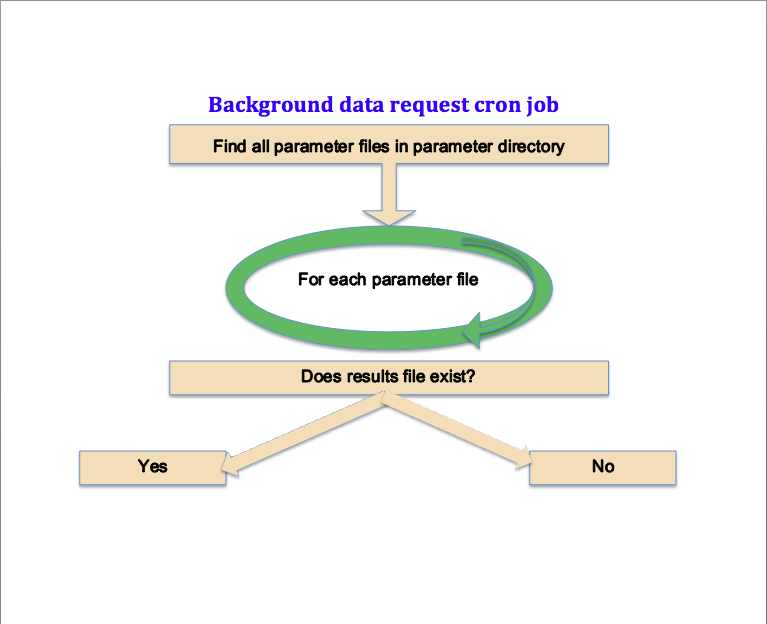 Background data request cron job
Find all parameter files in parameter directory
For each parameter file
Does results file exist?
Yes
No